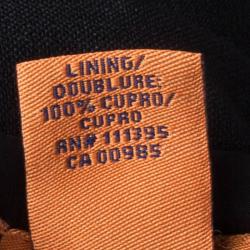 LINING/
DOUBLURE:
100% CUPRO/
CUPRO
RN# 111395
CA 00985